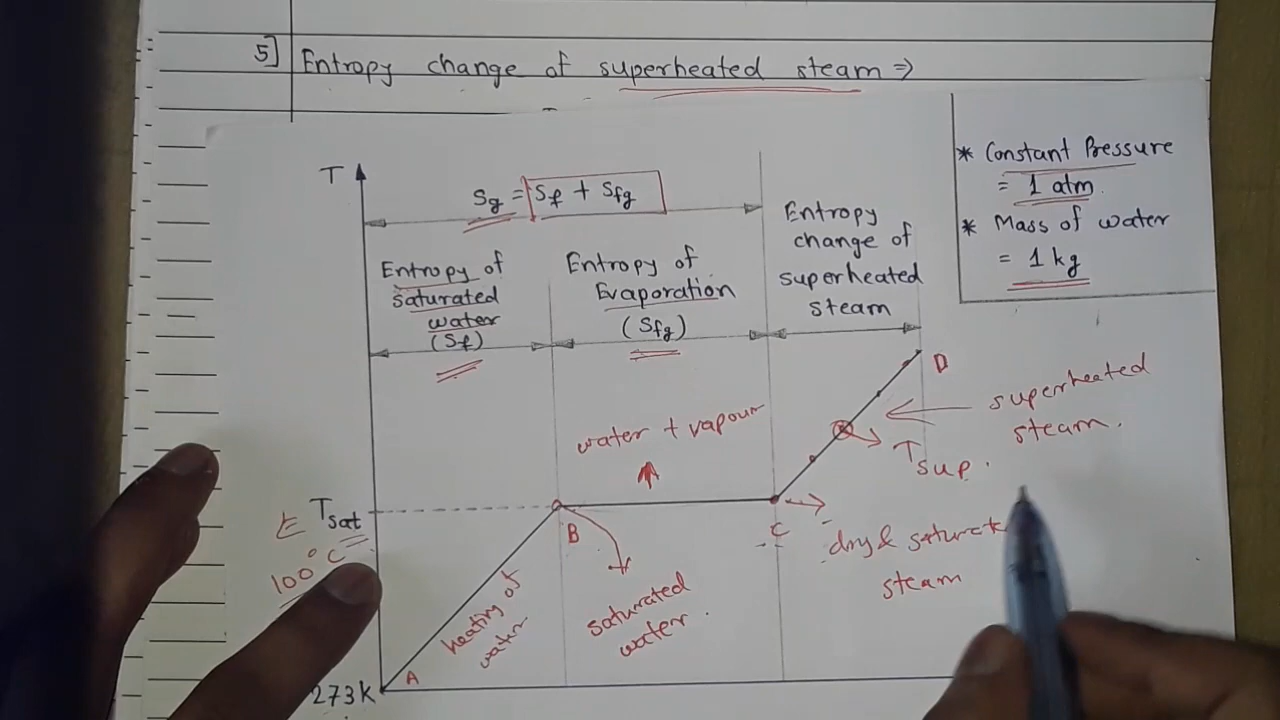 5] Entropy change of superheated steam ⇒
* Constant Pressure
= 1 atm.
* Mass of water
= 1 kg
T
Sg = Sf + Sfg
Entropy of
saturated
water
(Sf)
Entropy of
Evaporation
(Sfg)
Entropy
change of
superheated
steam
D
superheated
steam.
water + vapour
Tsup.
Tsat
100°C
B
C
dry &
steam
heating of
water
saturated
water.
A
273K